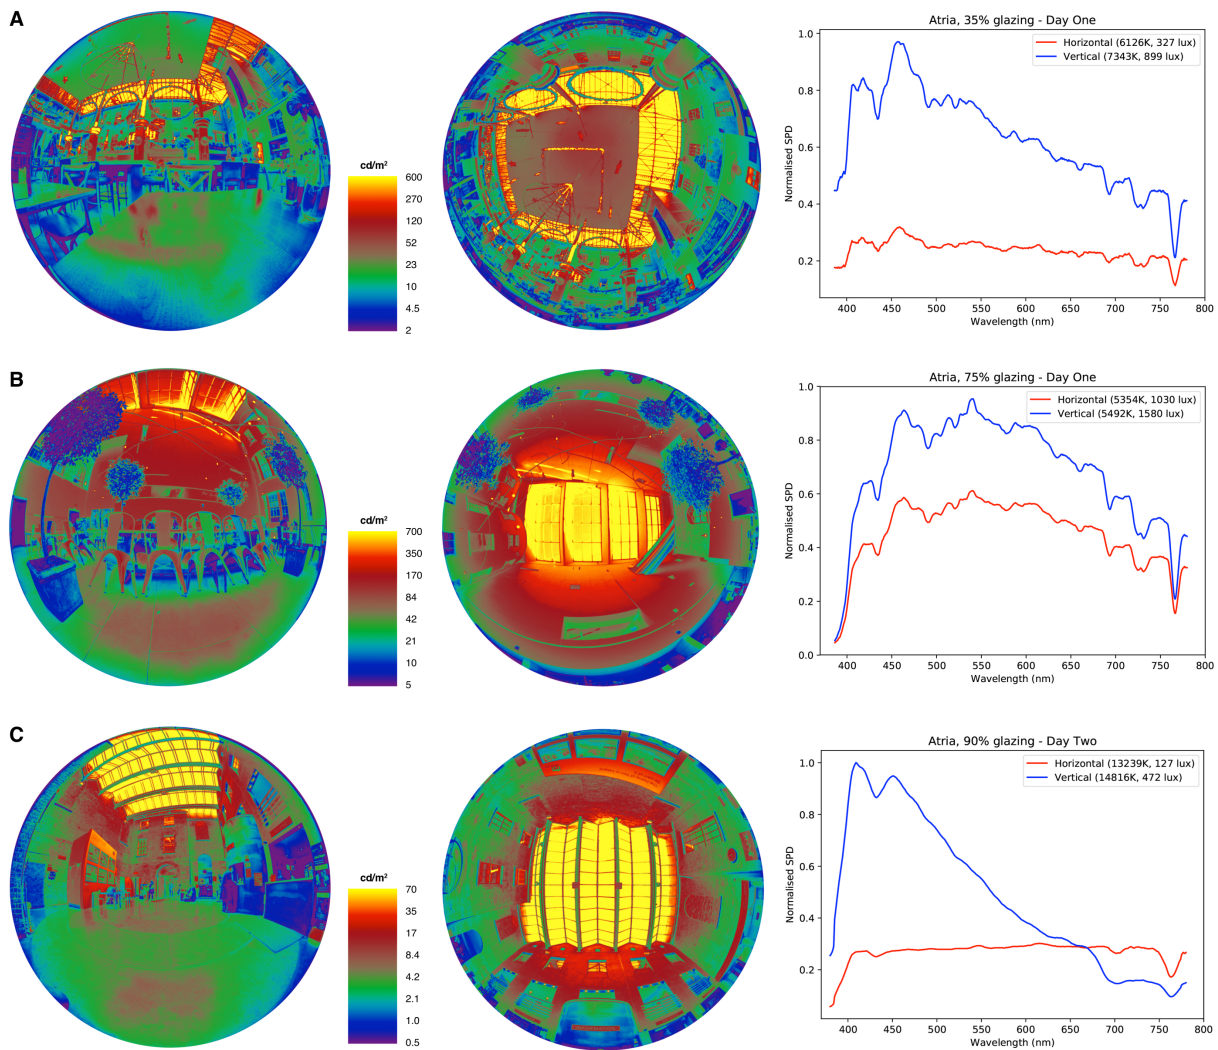 A
cd/m²
600
270
120
52
23
10
4.5
2
Atria, 35% glazing - Day One
Horizontal (6126K, 327 lux)
Vertical (7343K, 899 lux)
Normalised SPD
1.0
0.8
0.6
0.4
0.2
400 450 500 550 600 650 700 750 800
Wavelength (nm)
B
cd/m²
700
350
170
84
42
21
10
5
Atria, 75% glazing - Day One
Horizontal (5354K, 1030 lux)
Vertical (5492K, 1580 lux)
Normalised SPD
1.0
0.8
0.6
0.4
0.2
0.0
400 450 500 550 600 650 700 750 800
Wavelength (nm)
C
cd/m²
70
35
17
8.4
4.2
2.1
1.0
0.5
Atria, 90% glazing - Day Two
Horizontal (13239K, 127 lux)
Vertical (14816K, 472 lux)
Normalised SPD
1.0
0.8
0.6
0.4
0.2
400 450 500 550 600 650 700 750 800
Wavelength (nm)